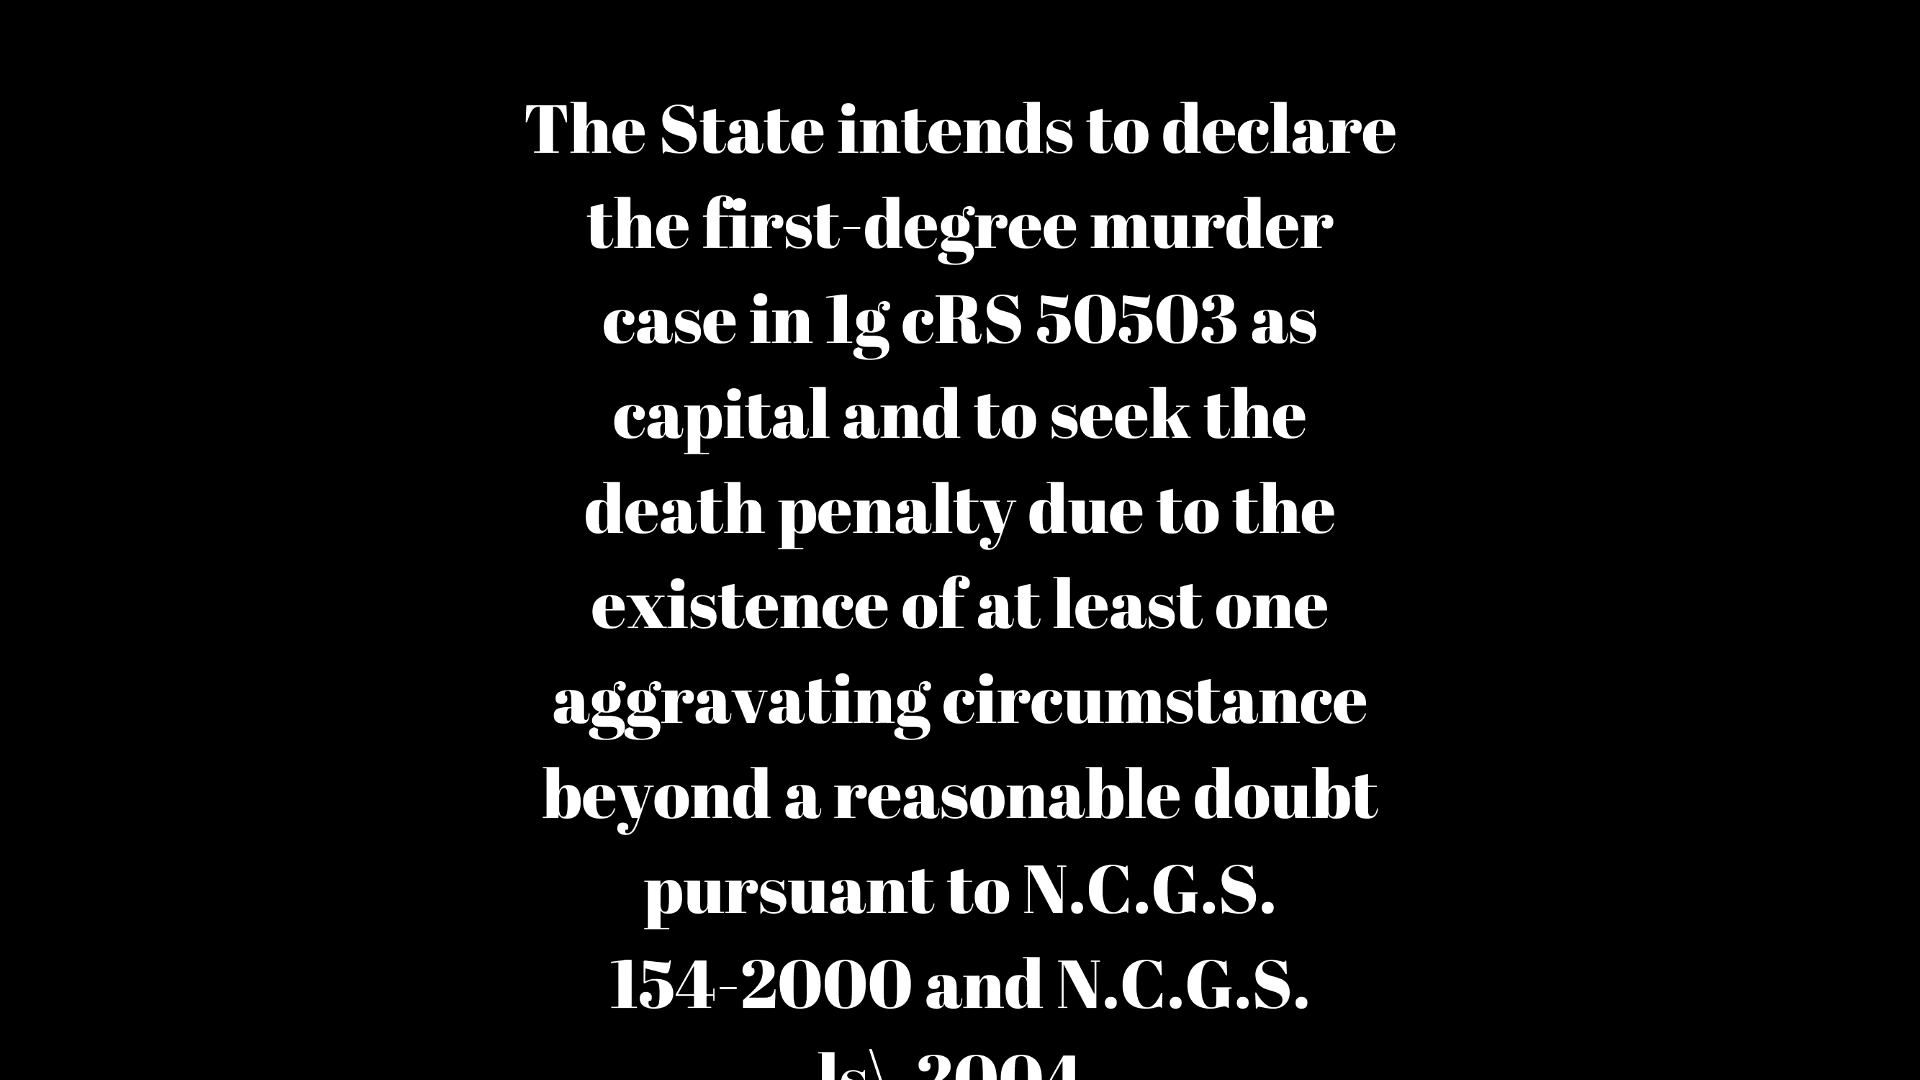 The State intends to declare
the first-degree murder
case in 1g cRS 50503 as
capital and to seek the
death penalty due to the
existence of at least one
aggravating circumstance
beyond a reasonable doubt
pursuant to N.C.G.S.
154-2000 and N.C.G.S.
ls\-2004